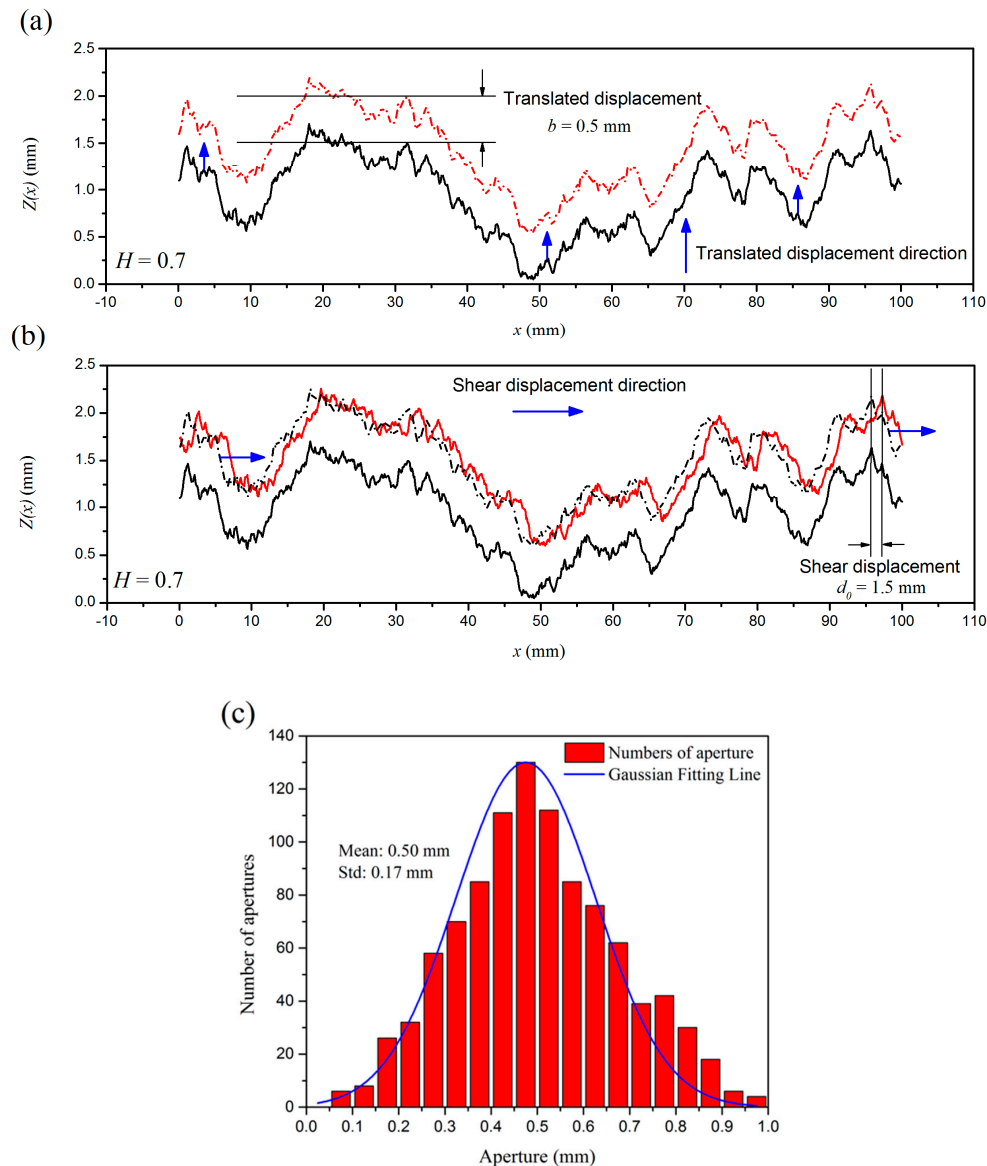 (a)
2.5
2.0
1.5
1.0
0.5
0.0
Z(x) (mm)
Translated displacement
b = 0.5 mm
Translated displacement direction
H = 0.7
-10 0 10 20 30 40 50 60 70 80 90 100 110
x (mm)
(b)
2.5
2.0
1.5
1.0
0.5
0.0
Z(x) (mm)
Shear displacement direction
Shear displacement
d0 = 1.5 mm
H = 0.7
-10 0 10 20 30 40 50 60 70 80 90 100 110
x (mm)
(c)
140
120
100
80
60
40
20
0
Number of apertures
Numbers of aperture
Gaussian Fitting Line
Mean: 0.50 mm
Std: 0.17 mm
0.0 0.1 0.2 0.3 0.4 0.5 0.6 0.7 0.8 0.9 1.0
Aperture (mm)